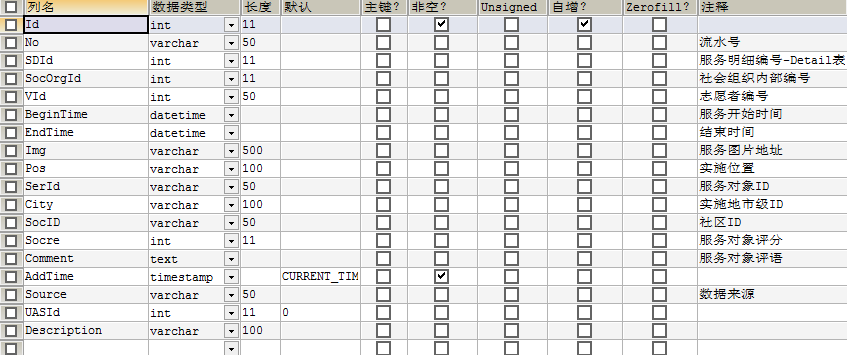 列名 数据类型 长度 默认 主键? 非空? Unsigned 自增? Zerofill? 注释
Id int 11
No varchar 50 流水号
SDId int 11 服务明细编号-Detail表
SocOrgId int 11 社会组织内部编号
VId int 50 志愿者编号
BeginTime datetime 服务开始时间
EndTime datetime 结束时间
Img varchar 500 服务图片地址
Pos varchar 100 实施位置
SerId varchar 50 服务对象ID
City varchar 100 实施地市级ID
SocID varchar 50 社区ID
Socre int 11 服务对象评分
Comment text 服务对象评语
AddTime timestamp CURRENT_TIM
Source varchar 50 数据来源
UASId int 11 0
Description varchar 100